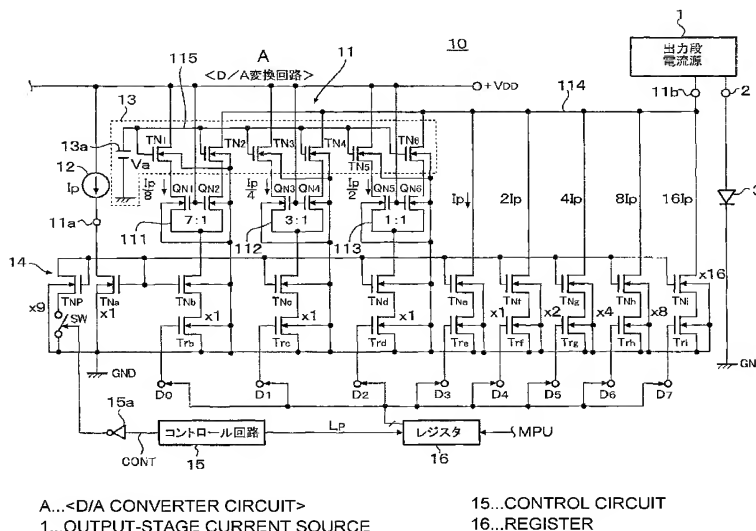 10
1
出力段
電流源
A
<D/A変換回路>
115
11
+VDD
114
11b
2
13
13a
Va
TN1
TN2
TN3
TN4
TN5
TN6
12
Ip
Ip/8
QN1
QN2
Ip/4
QN3
QN4
Ip/2
QN5
QN6
Ip
2Ip
4Ip
8Ip
16Ip
3
11a
7:1
3:1
1:1
111
112
113
14
x9
TNP
TNa
x1
TNb
TNc
TNd
TNe
TNf
TNg
TNh
TNi
x16
SW
x1
x1
x1
x1
x2
x4
x8
Trb
Trc
Trd
Tre
Trf
Trg
Trh
Tri
GND
D0
D1
D2
D3
D4
D5
D6
D7
15a
CONT
コントロール回路
15
LP
レジスタ
16
MPU
A...<D/A CONVERTER CIRCUIT>
1...OUTPUT-STAGE CURRENT SOURCE
15...CONTROL CIRCUIT
16...REGISTER